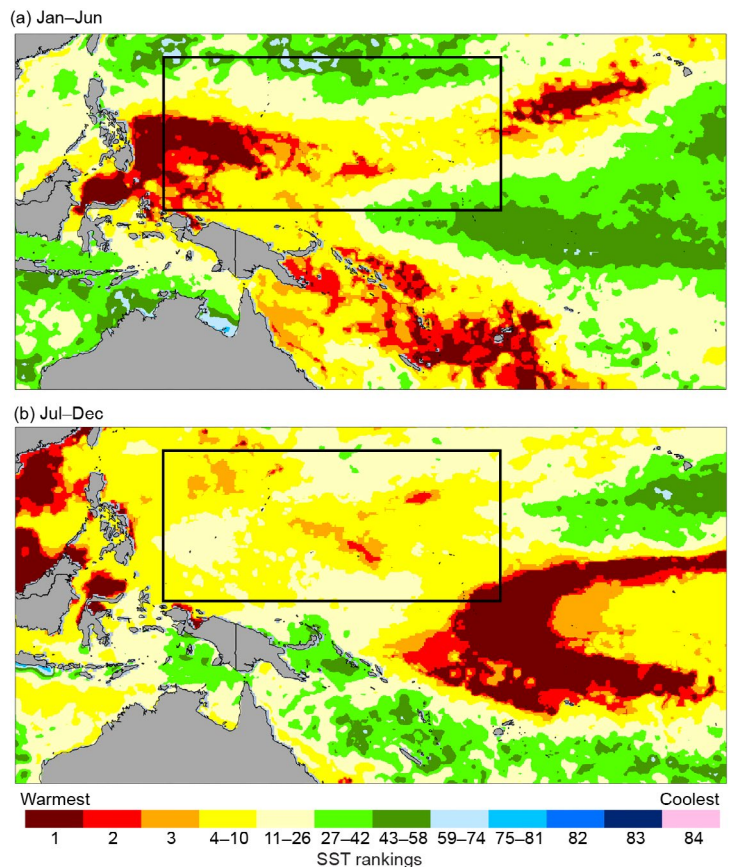 (a) Jan–Jun
(b) Jul–Dec
Warmest Coolest
1 2 3 4–10 11–26 27–42 43–58 59–74 75–81 82 83 84
SST rankings